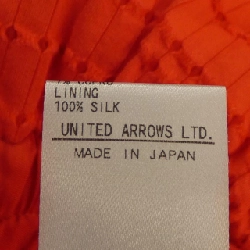 LINING
100% SILK
UNITED ARROWS LTD.
MADE IN JAPAN